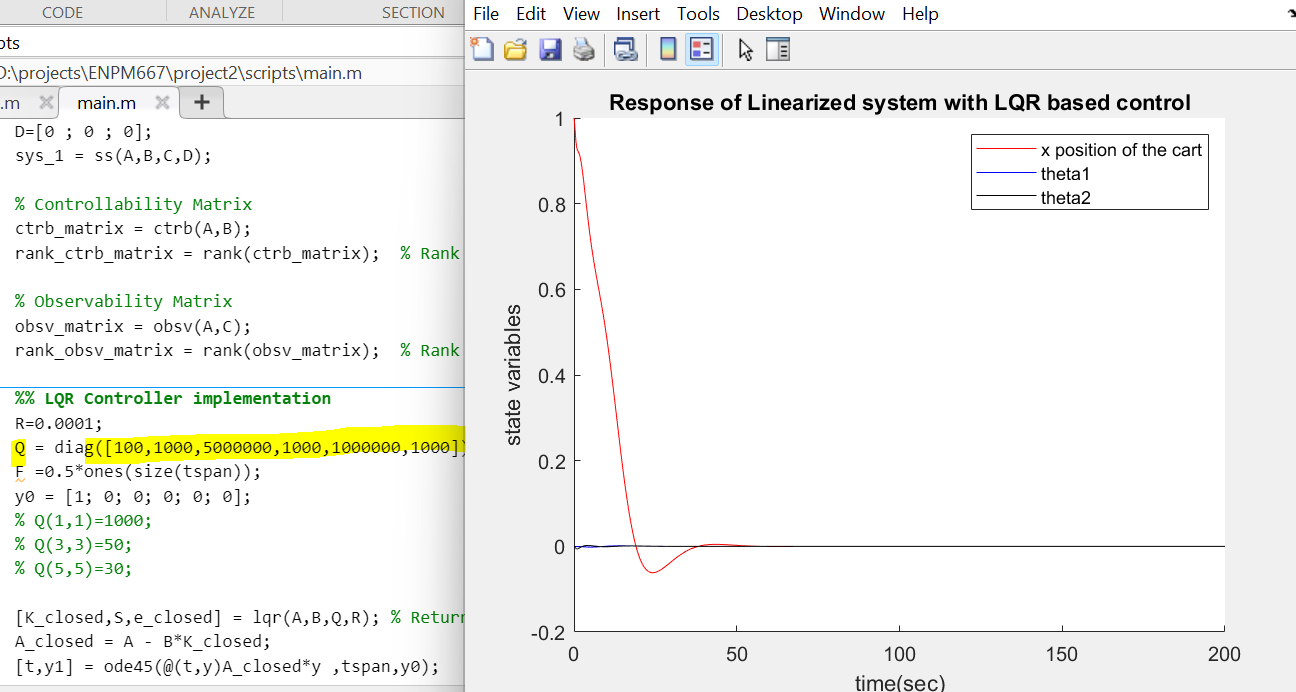 CODE ANALYZE SECTION
pts
D:\projects\ENPM667\project2\scripts\main.m
.m main.m
D=[0 ; 0 ; 0];
sys_1 = ss(A,B,C,D);
% Controllability Matrix
ctrb_matrix = ctrb(A,B);
rank_ctrb_matrix = rank(ctrb_matrix); % Rank
% Observability Matrix
obsv_matrix = obsv(A,C);
rank_obsv_matrix = rank(obsv_matrix); % Rank
%% LQR Controller implementation
R=0.0001;
Q = diag([100,1000,5000000,1000,1000000,1000])
F =0.5*ones(size(tspan));
y0 = [1; 0; 0; 0; 0; 0];
% Q(1,1)=1000;
% Q(3,3)=50;
% Q(5,5)=30;
[K_closed,S,e_closed] = lqr(A,B,Q,R); % Return
A_closed = A - B*K_closed;
[t,y1] = ode45(@(t,y)A_closed*y ,tspan,y0);
File Edit View Insert Tools Desktop Window Help
Response of Linearized system with LQR based control
x position of the cart
theta1
theta2
1
0.8
0.6
0.4
0.2
0
-0.2
state variables
0 50 100 150 200
time(sec)